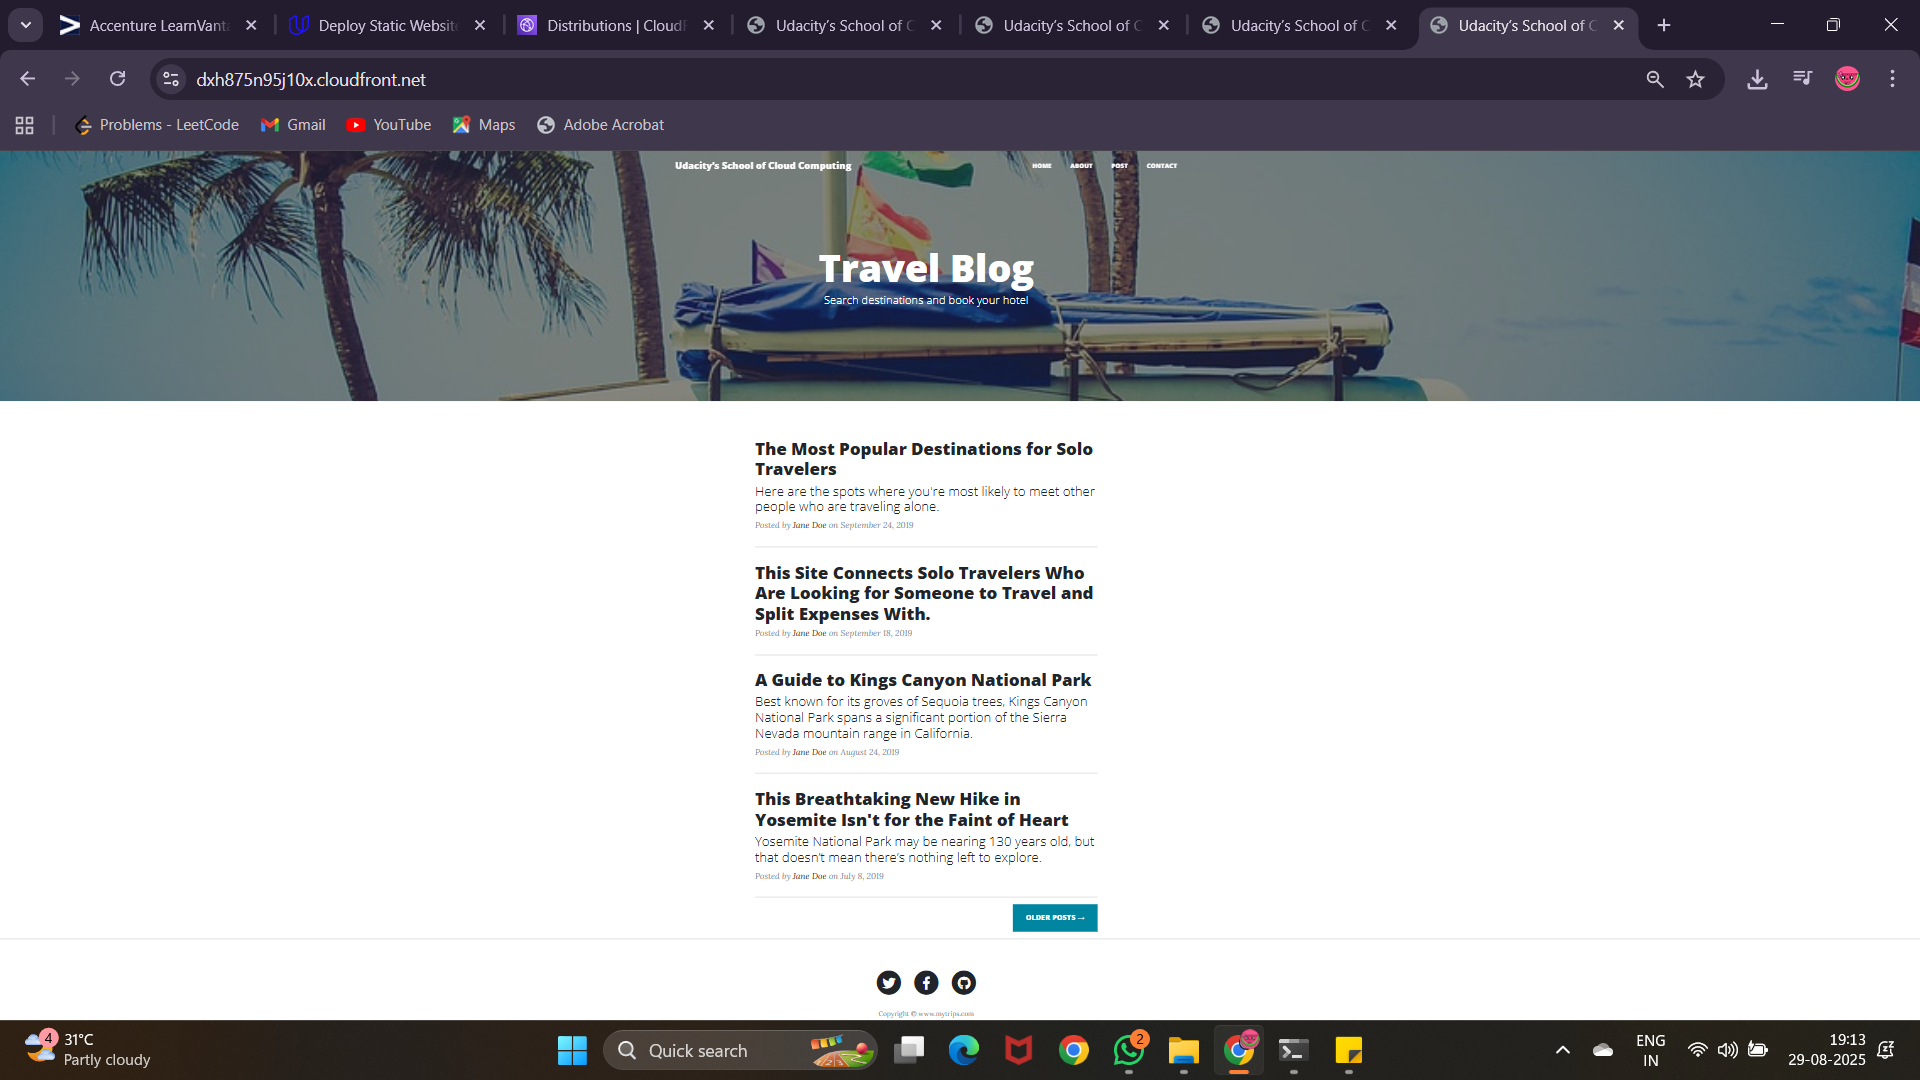 Accenture LearnVant
Deploy Static Website
Distributions | CloudF
Udacity's School of C
Udacity's School of C
Udacity's School of C
Udacity's School of C
dxh875n95j10x.cloudfront.net
Problems - LeetCode
Gmail
YouTube
Maps
Adobe Acrobat
Udacity's School of Cloud Computing
HOME
ABOUT
POST
CONTACT
Travel Blog
Search destinations and book your hotel
The Most Popular Destinations for Solo
Travelers
Here are the spots where you're most likely to meet other
people who are traveling alone.
Posted by Jane Doe on September 24, 2019
This Site Connects Solo Travelers Who
Are Looking for Someone to Travel and
Split Expenses With.
Posted by Jane Doe on September 18, 2019
A Guide to Kings Canyon National Park
Best known for its groves of Sequoia trees, Kings Canyon
National Park spans a significant portion of the Sierra
Nevada mountain range in California.
Posted by Jane Doe on August 24, 2019
This Breathtaking New Hike in
Yosemite Isn't for the Faint of Heart
Yosemite National Park may be nearing 130 years old, but
that doesn't mean there's nothing left to explore.
Posted by Jane Doe on July 8, 2019
OLDER POSTS →
Copyright © www.mytrips.com
4
31°C
Partly cloudy
Quick search
2
ENG
IN
19:13
29-08-2025